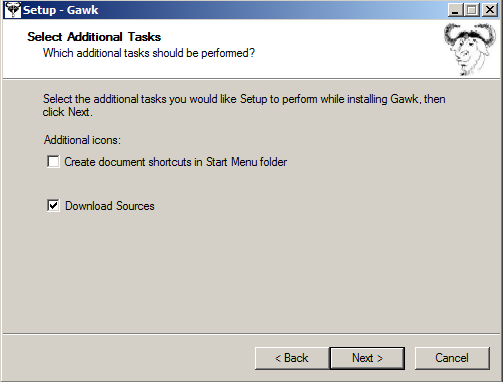 Setup - Gawk
Select Additional Tasks
Which additional tasks should be performed?
Select the additional tasks you would like Setup to perform while installing Gawk, then
click Next.
Additional icons:
Create document shortcuts in Start Menu folder
Download Sources
< Back
Next >
Cancel